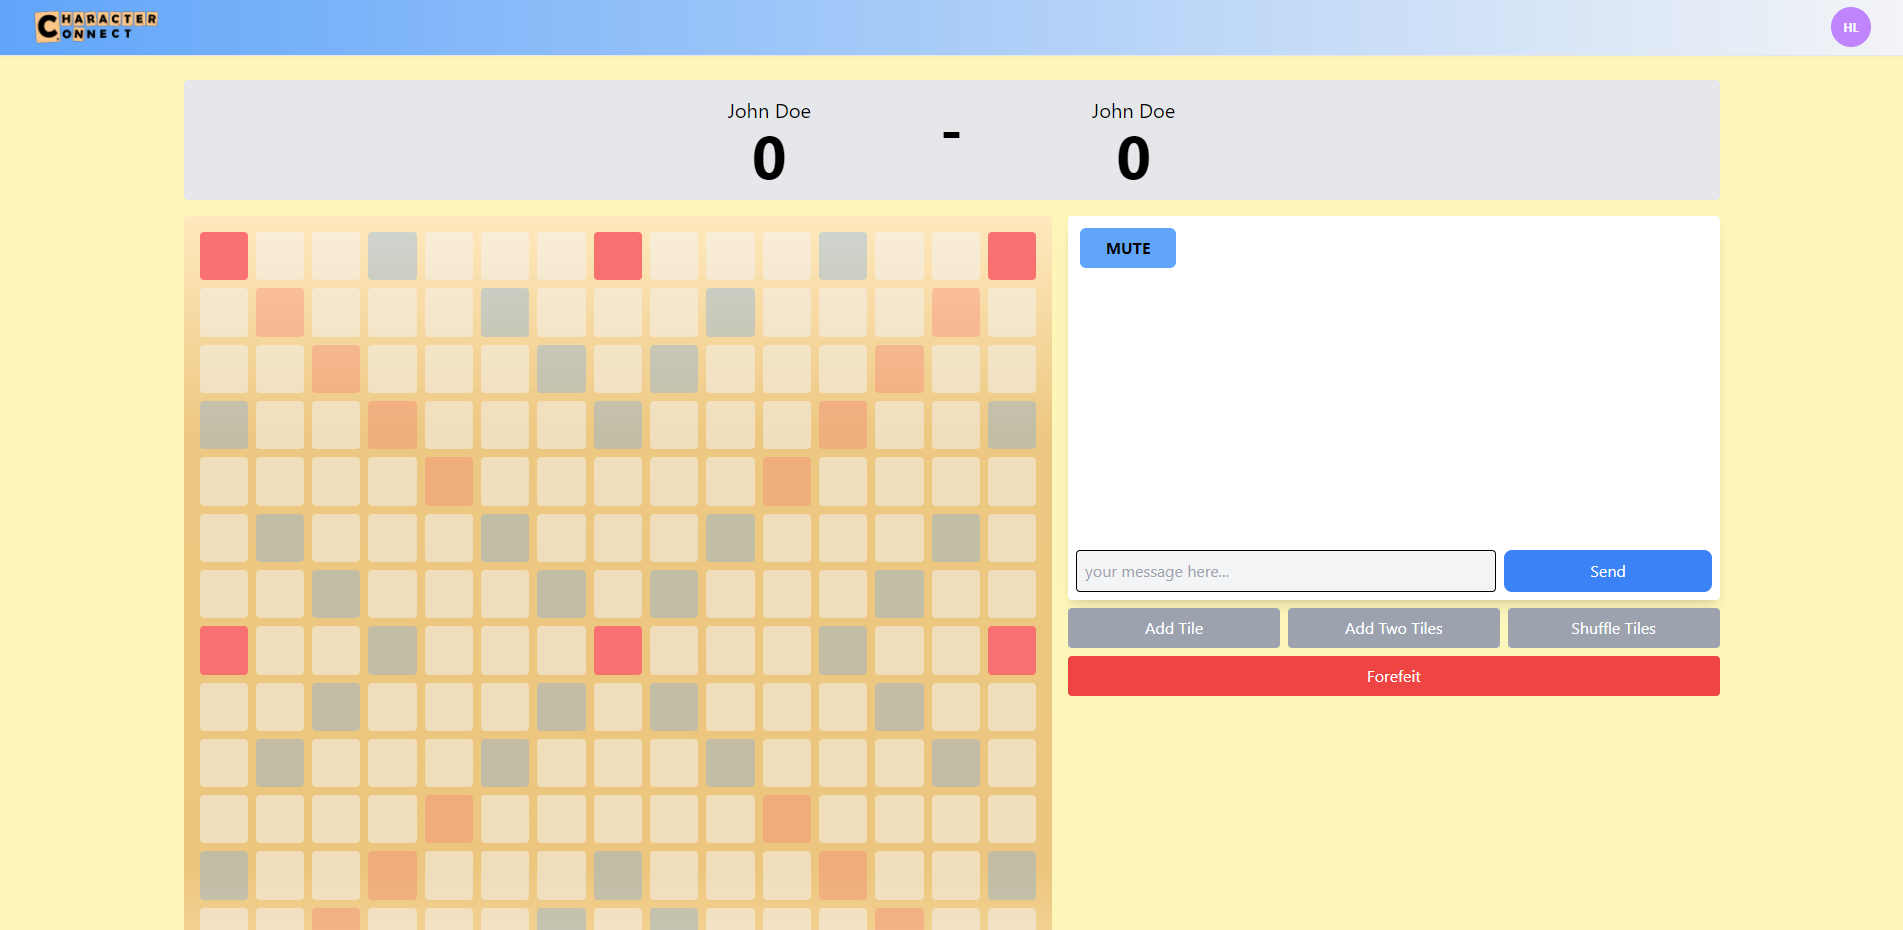 CHARACTER
CONNECT
HL
John Doe
0
-
John Doe
0
MUTE
your message here...
Send
Add Tile
Add Two Tiles
Shuffle Tiles
Forefeit